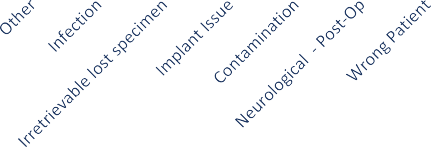 Other
Infection
Irretrievable lost specimen
Implant Issue
Contamination
Neurological - Post-Op
Wrong Patient